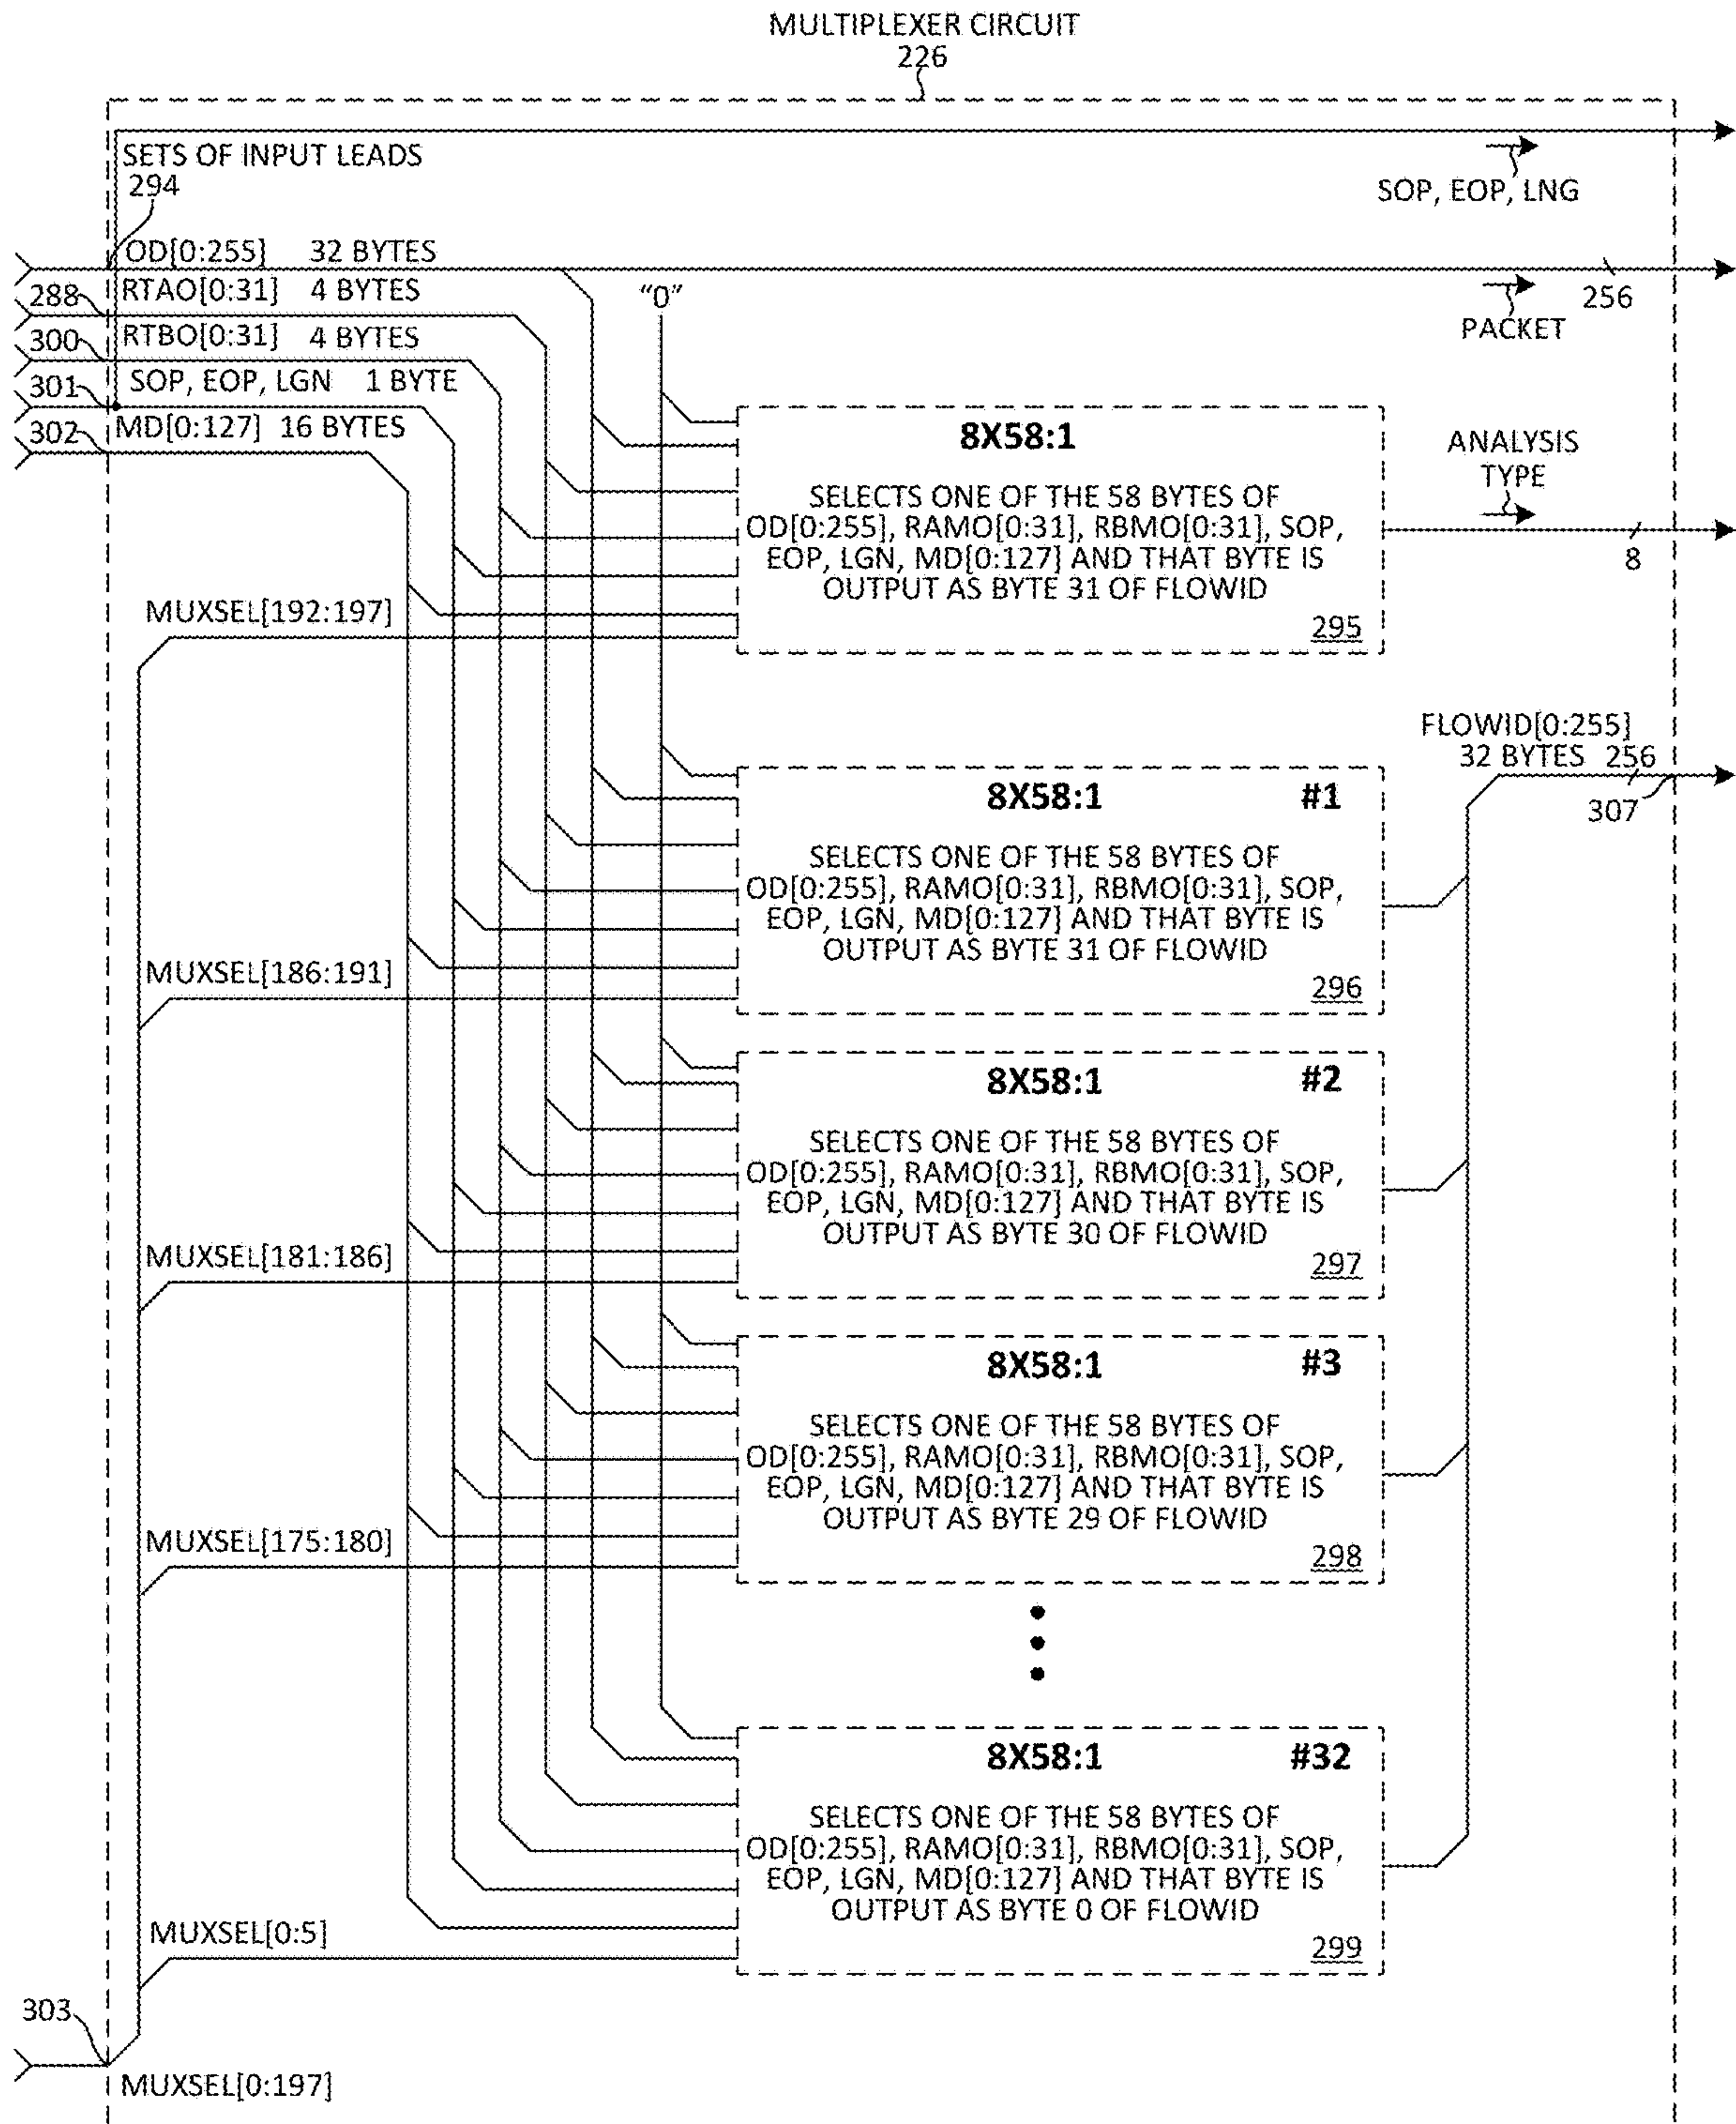 MULTIPLEXER CIRCUIT
226
SETS OF INPUT LEADS
294
SOP, EOP, LNG
OD[0:255] 32 BYTES
256
PACKET
288
RTAO[0:31] 4 BYTES
"0"
300
RTBO[0:31] 4 BYTES
301
SOP, EOP, LGN 1 BYTE
302
MD[0:127] 16 BYTES
8X58:1
SELECTS ONE OF THE 58 BYTES OF
OD[0:255], RAMO[0:31], RBMO[0:31], SOP,
EOP, LGN, MD[0:127] AND THAT BYTE IS
OUTPUT AS BYTE 31 OF FLOWID
295
ANALYSIS
TYPE
8
MUXSEL[192:197]
FLOWID[0:255]
32 BYTES 256
307
8X58:1 #1
SELECTS ONE OF THE 58 BYTES OF
OD[0:255], RAMO[0:31], RBMO[0:31], SOP,
EOP, LGN, MD[0:127] AND THAT BYTE IS
OUTPUT AS BYTE 31 OF FLOWID
296
MUXSEL[186:191]
8X58:1 #2
SELECTS ONE OF THE 58 BYTES OF
OD[0:255], RAMO[0:31], RBMO[0:31], SOP,
EOP, LGN, MD[0:127] AND THAT BYTE IS
OUTPUT AS BYTE 30 OF FLOWID
297
MUXSEL[181:186]
8X58:1 #3
SELECTS ONE OF THE 58 BYTES OF
OD[0:255], RAMO[0:31], RBMO[0:31], SOP,
EOP, LGN, MD[0:127] AND THAT BYTE IS
OUTPUT AS BYTE 29 OF FLOWID
298
MUXSEL[175:180]
8X58:1 #32
SELECTS ONE OF THE 58 BYTES OF
OD[0:255], RAMO[0:31], RBMO[0:31], SOP,
EOP, LGN, MD[0:127] AND THAT BYTE IS
OUTPUT AS BYTE 0 OF FLOWID
299
MUXSEL[0:5]
303
MUXSEL[0:197]